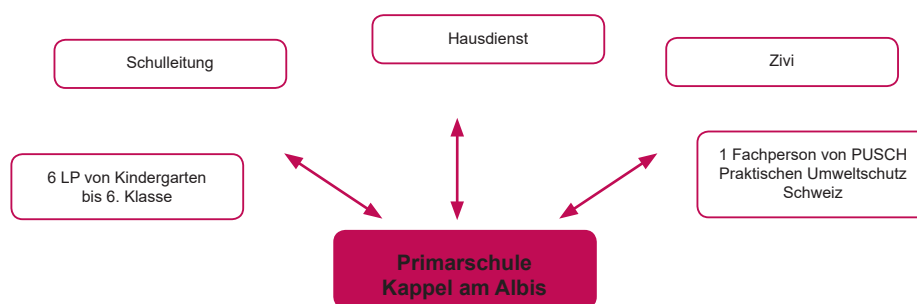 Hausdienst
Schulleitung
Zivi
6 LP von Kindergarten
bis 6. Klasse
1 Fachperson von PUSCH
Praktischen Umweltschutz
Schweiz
Primarschule
Kappel am Albis